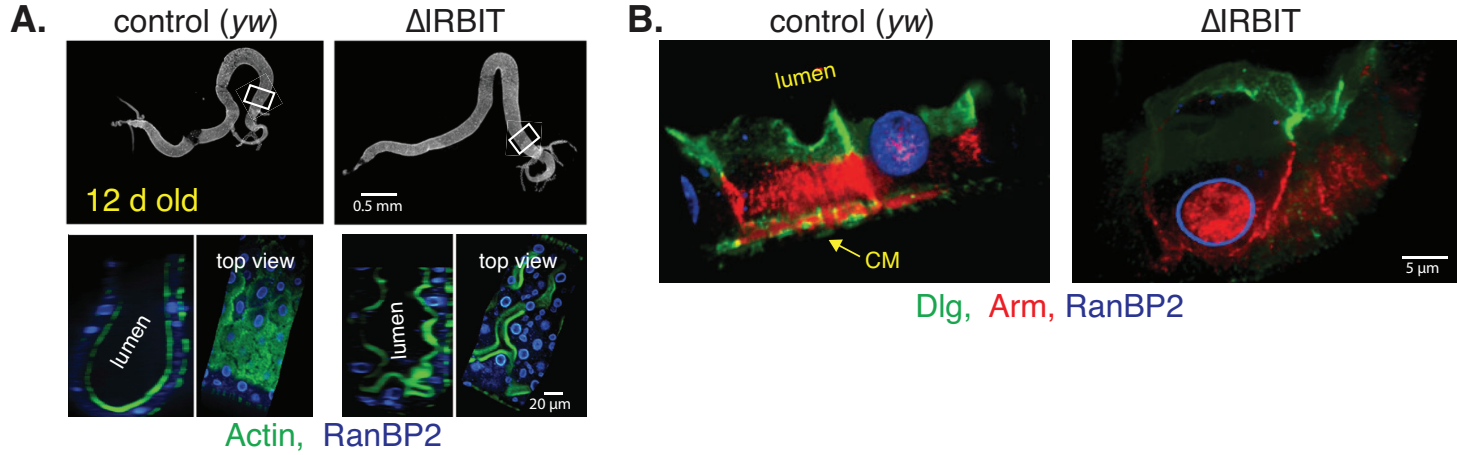 A.
control (yw)
ΔIRBIT
12 d old
0.5 mm
lumen
top view
lumen
top view
20 µm
Actin, RanBP2
B.
control (yw)
ΔIRBIT
lumen
CM
5 µm
Dlg, Arm, RanBP2